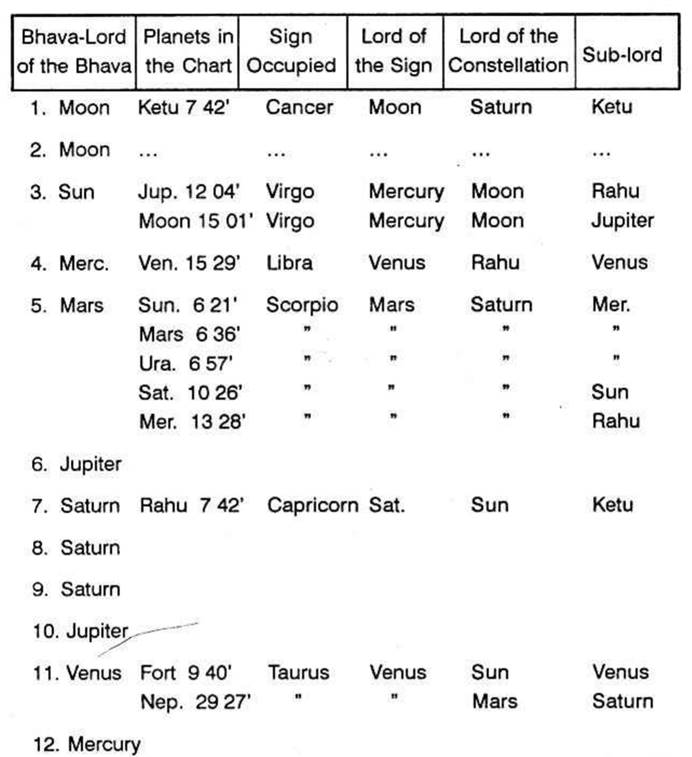 Bhava-Lord of the Bhava | Planets in the Chart | Sign Occupied | Lord of the Sign | Lord of the Constellation | Sub-lord
1. Moon Ketu 7 42' Cancer Moon Saturn Ketu
2. Moon ... ... ... ... ...
3. Sun Jup. 12 04' Virgo Mercury Moon Rahu
Moon 15 01' Virgo Mercury Moon Jupiter
4. Merc. Ven. 15 29' Libra Venus Rahu Venus
5. Mars Sun. 6 21' Scorpio Mars Saturn Mer.
Mars 6 36' " " " "
Ura. 6 57' " " " "
Sat. 10 26' " " " Sun
Mer. 13 28' " " " Rahu
6. Jupiter
7. Saturn Rahu 7 42' Capricorn Sat. Sun Ketu
8. Saturn
9. Saturn
10. Jupiter
11. Venus Fort 9 40' Taurus Venus Sun Venus
Nep. 29 27' " " Mars Saturn
12. Mercury